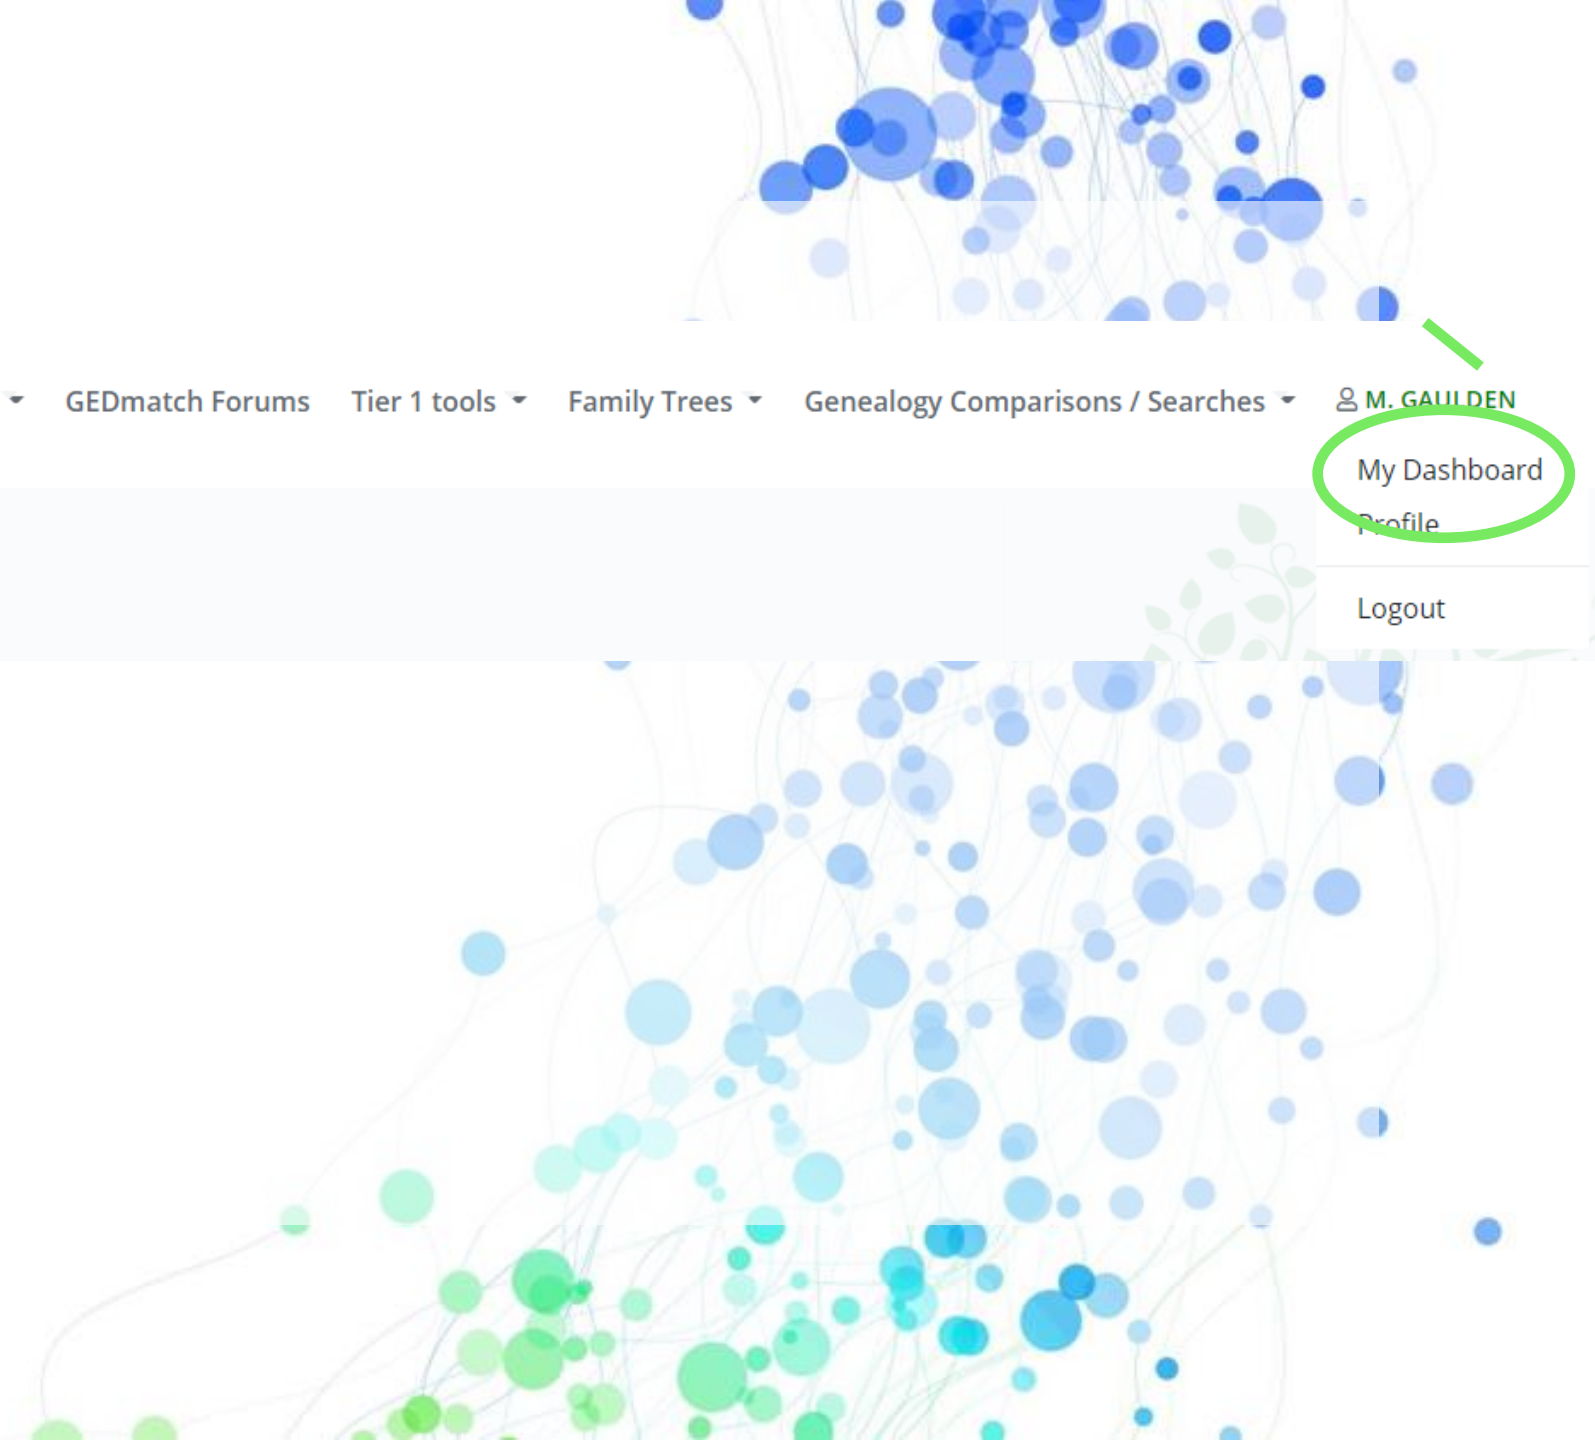 GEDmatch Forums Tier 1 tools Family Trees Genealogy Comparisons / Searches M. GAULDEN
My Dashboard
Profile
Logout